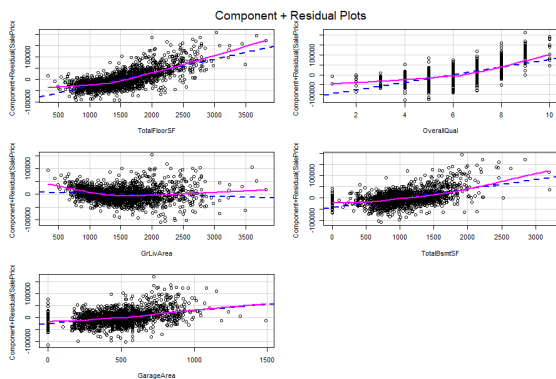 Component + Residual Plots
Component+Residual(SalePrice
-100000 0 100000
500 1000 1500 2000 2500 3000 3500
TotalFloorSF
Component+Residual(SalePrice
-100000 0 100000
2 4 6 8 10
OverallQual
Component+Residual(SalePrice
-100000 0 100000
500 1000 1500 2000 2500 3000 3500
GrLivArea
Component+Residual(SalePrice
-100000 0 100000
0 500 1000 1500 2000 2500 3000
TotalBsmtSF
Component+Residual(SalePrice
-100000 0 100000
0 500 1000 1500
GarageArea